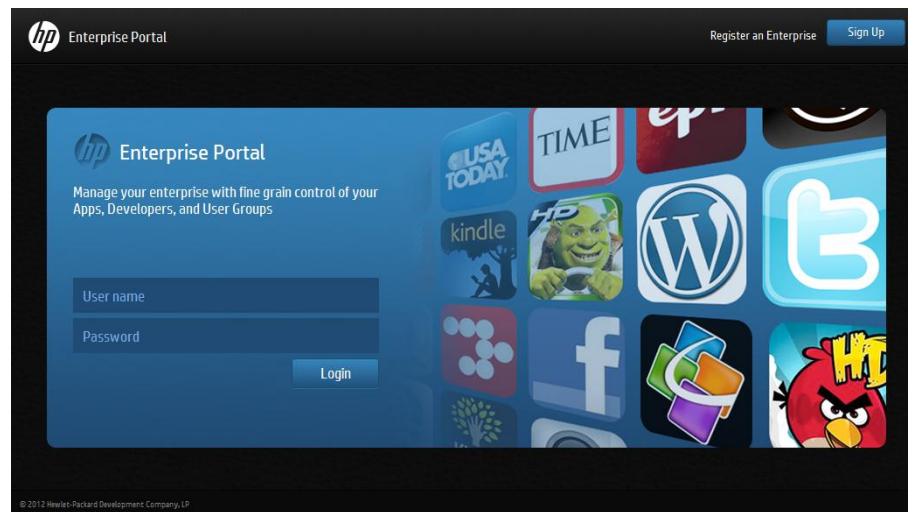 hp Enterprise Portal
Register an Enterprise
Sign Up
hp Enterprise Portal
Manage your enterprise with fine grain control of your
Apps, Developers, and User Groups
User name
Password
Login
USA
TODAY
TIME
kindle
HD
W
t
f
HD
© 2012 Hewlet-Packard Development Company, LP